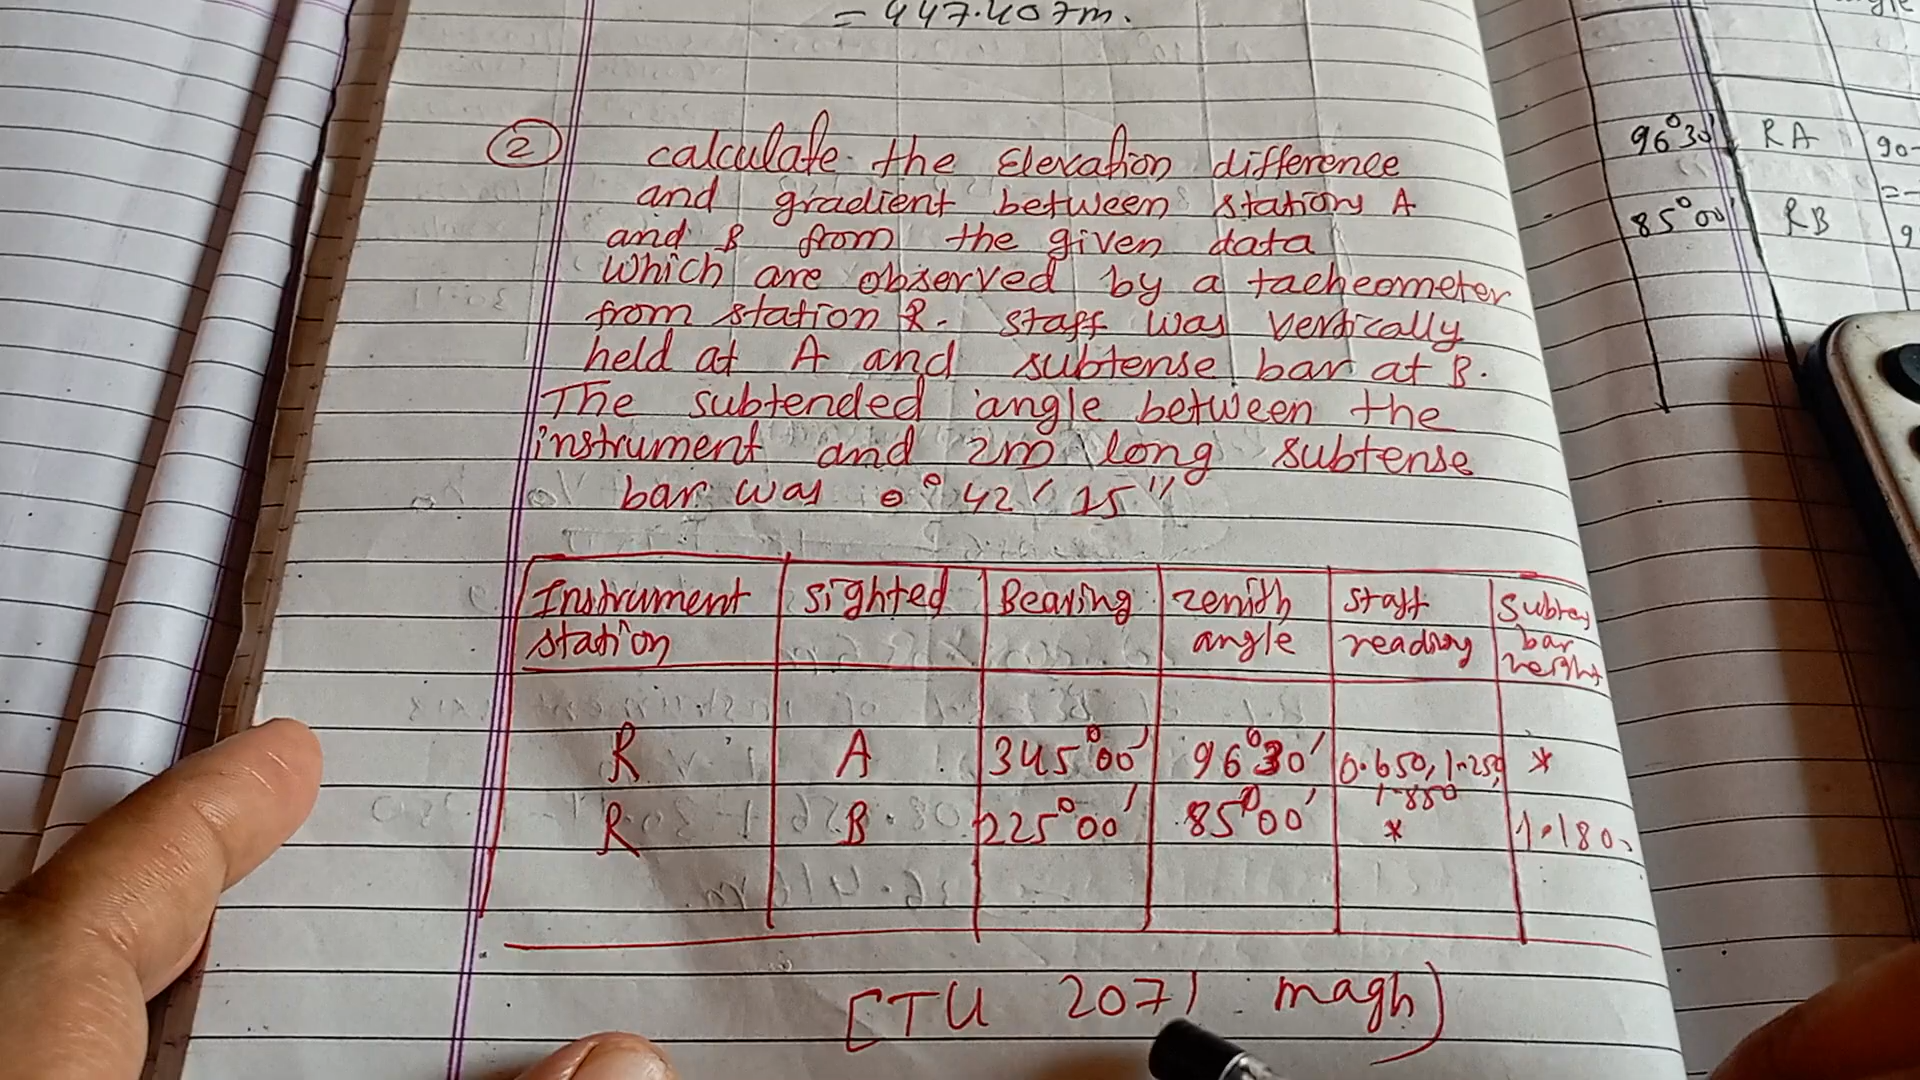 = 447.407m.
2
calculate the Elevation difference
and gradient between stations A
and B from the given data
which are observed by a tacheometer
from station R. staff was vertically
held at A and subtense bar at B.
The subtended angle between the
instrument and 2m long subtense
bar was 0°42'15"
Instrument station | sighted | Bearing | zenith angle | staff reading | bar
R | A | 345°00' | 96°30' | 0.650, 1.250, 1.850 | *
R | B | 225°00' | 85°00' | * | 1.180
[TU 2071 magh)
96°30' RA 90-
85°00' RB 9